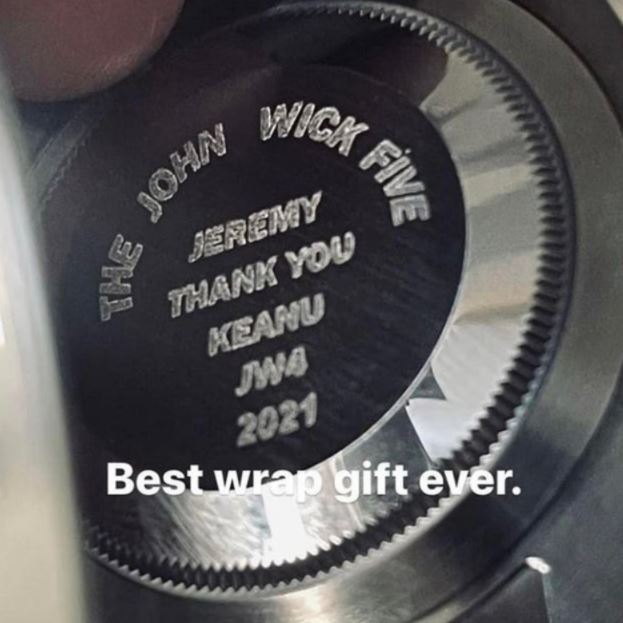 THE JOHN WICK FIVE
JEREMY
THANK YOU
KEANU
JW4
2021
Best wrap gift ever.